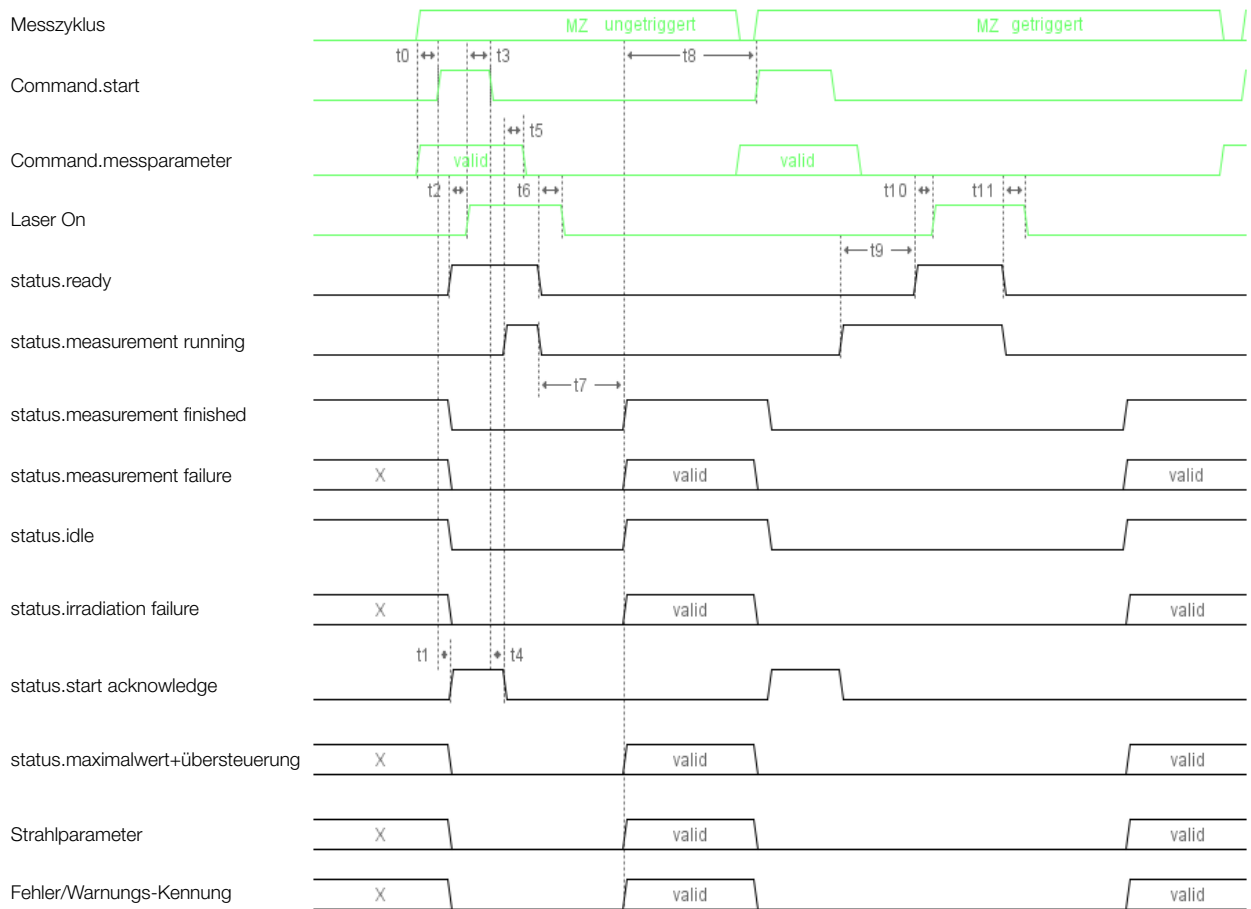 Messzyklus
MZ ungetriggert
MZ getriggert
t0
t3
t8
Command.start
t5
Command.messparameter
valid
valid
t2
t6
t10
t11
Laser On
t9
status.ready
status.measurement running
t7
status.measurement finished
status.measurement failure
X
valid
valid
status.idle
status.irradiation failure
X
valid
valid
t1
t4
status.start acknowledge
status.maximalwert+übersteuerung
X
valid
valid
Strahlparameter
X
valid
valid
Fehler/Warnungs-Kennung
X
valid
valid